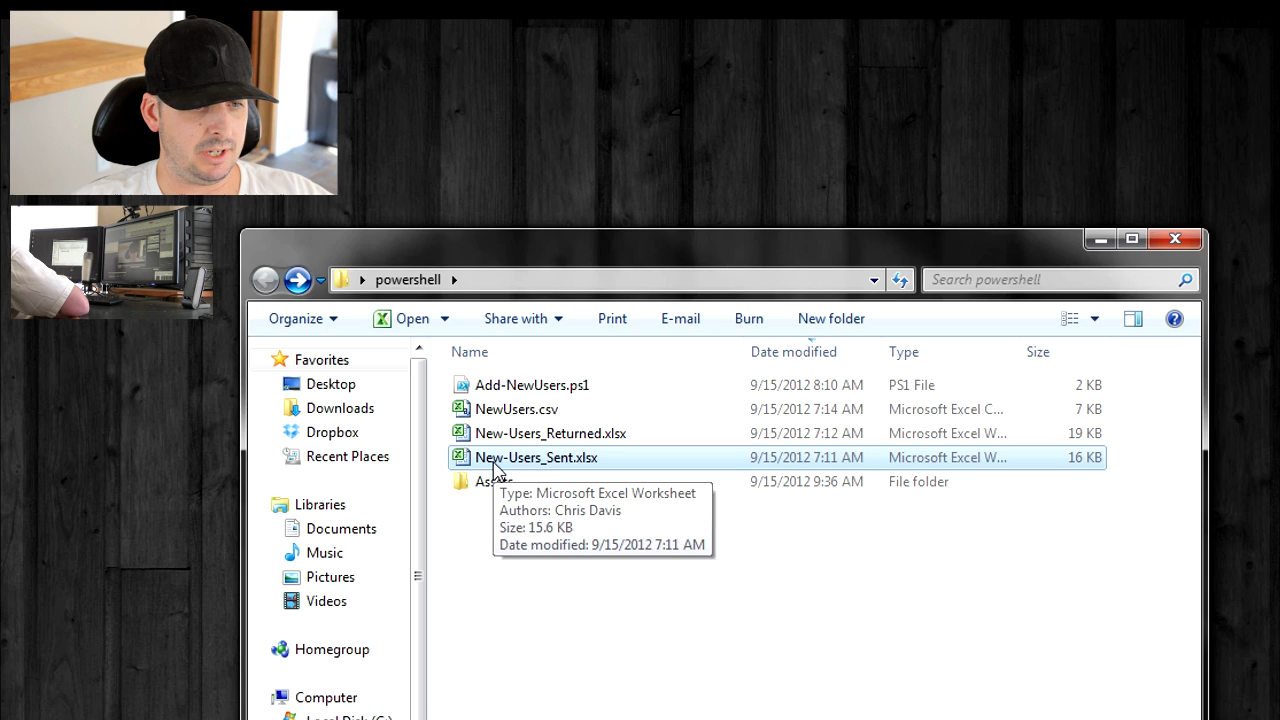 powershell
Search powershell
Organize Open Share with Print E-mail Burn New folder
Favorites
Desktop
Downloads
Dropbox
Recent Places
Libraries
Documents
Music
Pictures
Videos
Homegroup
Computer
Name Date modified Type Size
Add-NewUsers.ps1 9/15/2012 8:10 AM PS1 File 2 KB
NewUsers.csv 9/15/2012 7:14 AM Microsoft Excel C... 7 KB
New-Users_Returned.xlsx 9/15/2012 7:12 AM Microsoft Excel W... 19 KB
New-Users_Sent.xlsx 9/15/2012 7:11 AM Microsoft Excel W... 16 KB
9/15/2012 9:36 AM File folder
Type: Microsoft Excel Worksheet
Authors: Chris Davis
Size: 15.6 KB
Date modified: 9/15/2012 7:11 AM